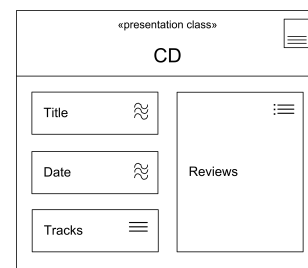 «presentation class»
CD
Title
Date
Tracks
Reviews